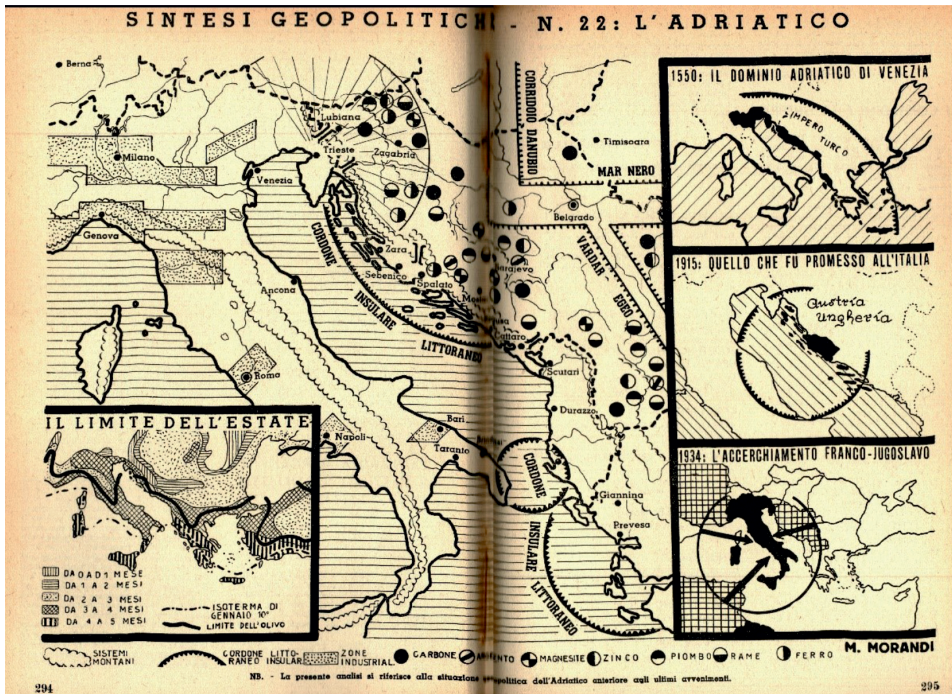 SINTESI GEOPOLITICHE - N. 22: L'ADRIATICO
Berna
Milano
Genova
Lubiana
Trieste
Zagabria
Venezia
Zara
Sebenico
Spalato
Ancona
Roma
Napoli
Bari
Taranto
CORDONE
INSULARE
LITTORANEO
CORRIDOIO DANUBIO
MAR NERO
Timisoara
Belgrado
VARDAR
EGEO
Cattaro
Scutari
Durazzo
CORDONE
INSULARE
LITTORANEO
Giannina
Prevesa
1550: IL DOMINIO ADRIATICO DI VENEZIA
IMPERO
TURCO
1915: QUELLO CHE FU PROMESSO ALL'ITALIA
Austria
Ungheria
1934: L'ACCERCHIAMENTO FRANCO-JUGOSLAVO
IL LIMITE DELL'ESTATE
DA 0 AD 1 MESE
DA 1 A 2 MESI
DA 2 A 3 MESI
DA 3 A 4 MESI
DA 4 A 5 MESI
ISOTERMA DI
GENNAIO 10°
LIMITE DELL'OLIVO
M. MORANDI
SISTEMI
MONTANI
CORDONE LITTO-
RANEO INSULAR.
ZONE
INDUSTRIALI
CARBONE
ARGENTO
MAGNESITE
ZINCO
PIOMBO
RAME
FERRO
NB. - La presente analisi si riferisce alla situazione geopolitica dell'Adriatico anteriore agli ultimi avvenimenti.
294
295